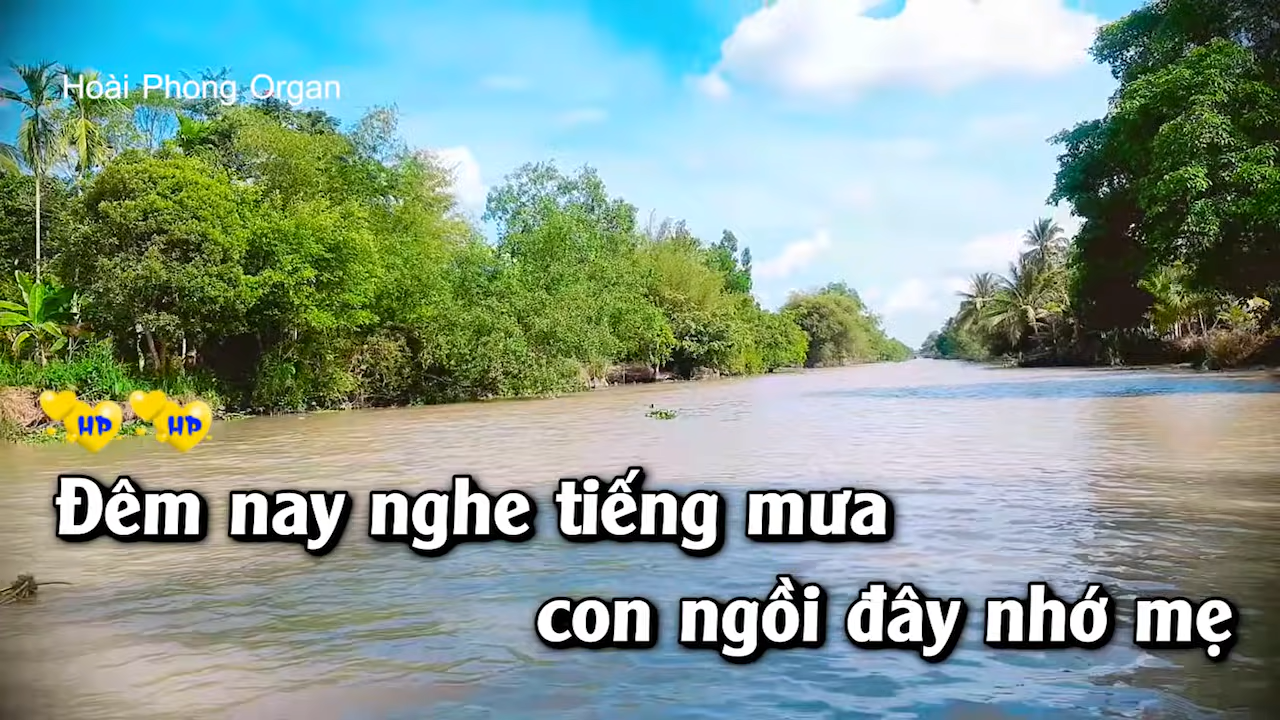 Hoài Phong Organ
HP HP
Đêm nay nghe tiếng mưa
con ngồi đây nhớ mẹ